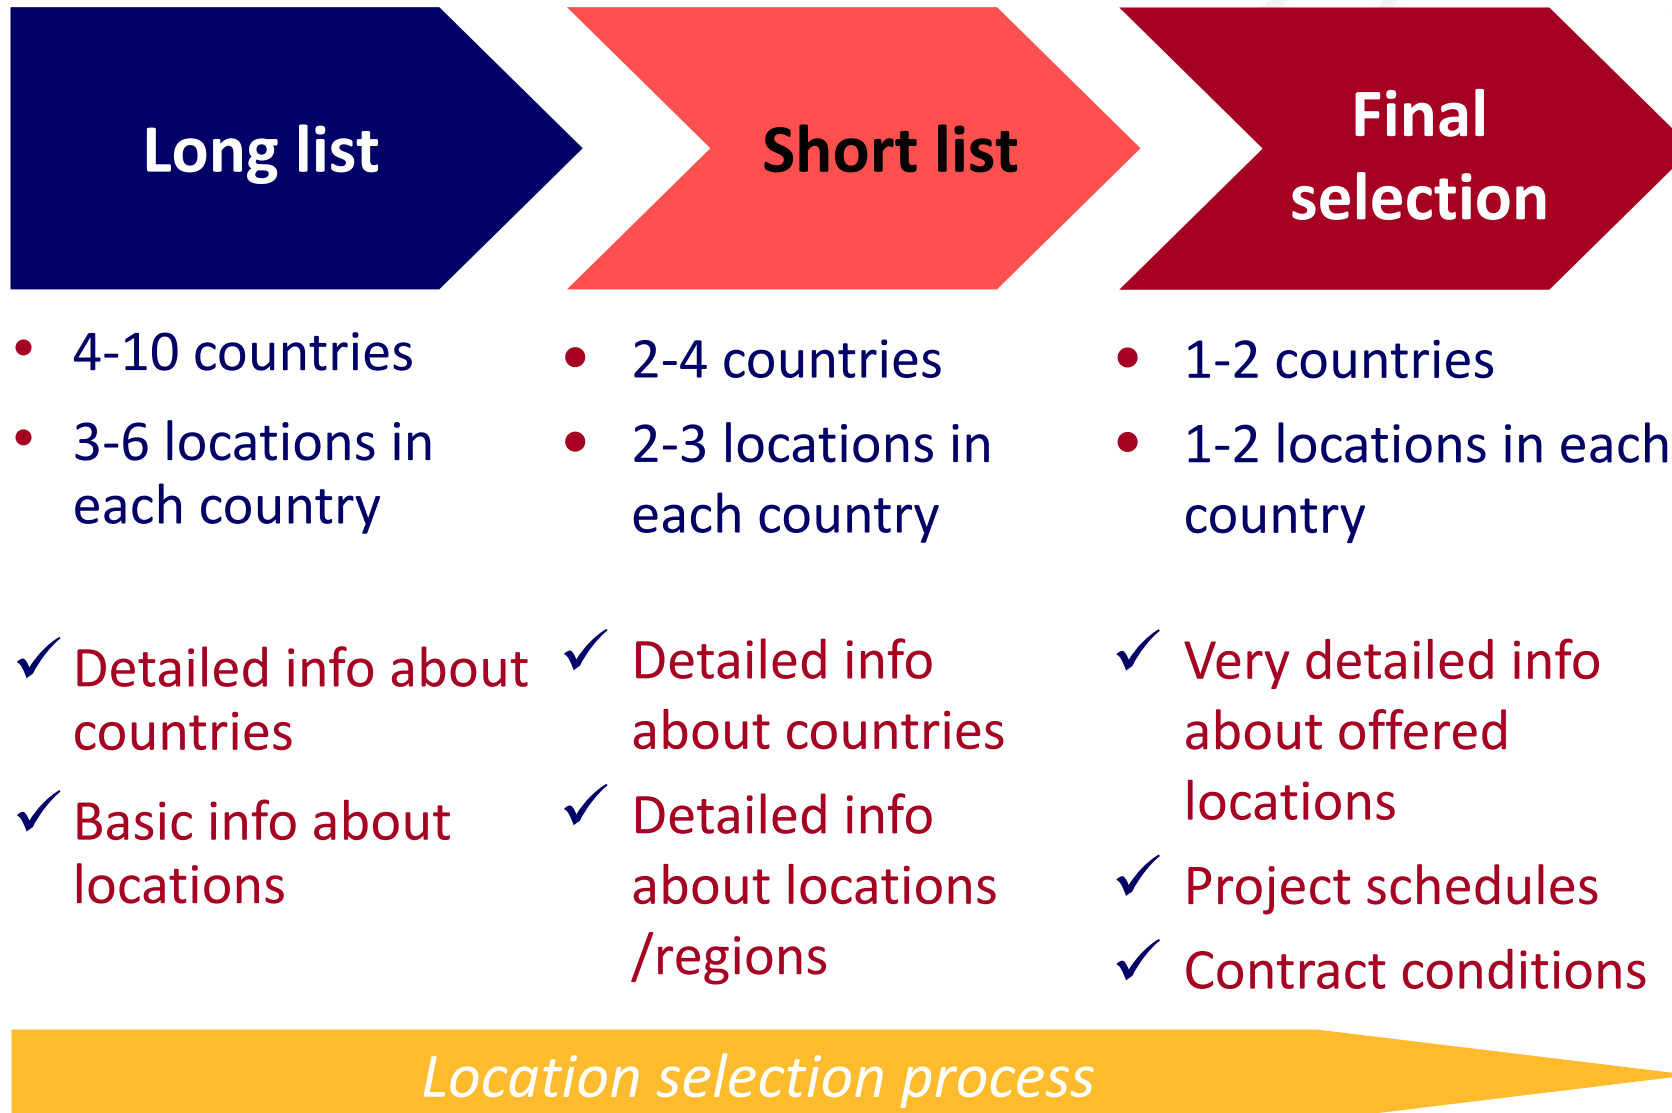 Long list
Short list
Final
selection
• 4-10 countries
• 3-6 locations in
each country
✓ Detailed info about
countries
✓ Basic info about
locations
• 2-4 countries
• 2-3 locations in
each country
✓ Detailed info
about countries
✓ Detailed info
about locations
/regions
• 1-2 countries
• 1-2 locations in each
country
✓ Very detailed info
about offered
locations
✓ Project schedules
✓ Contract conditions
Location selection process